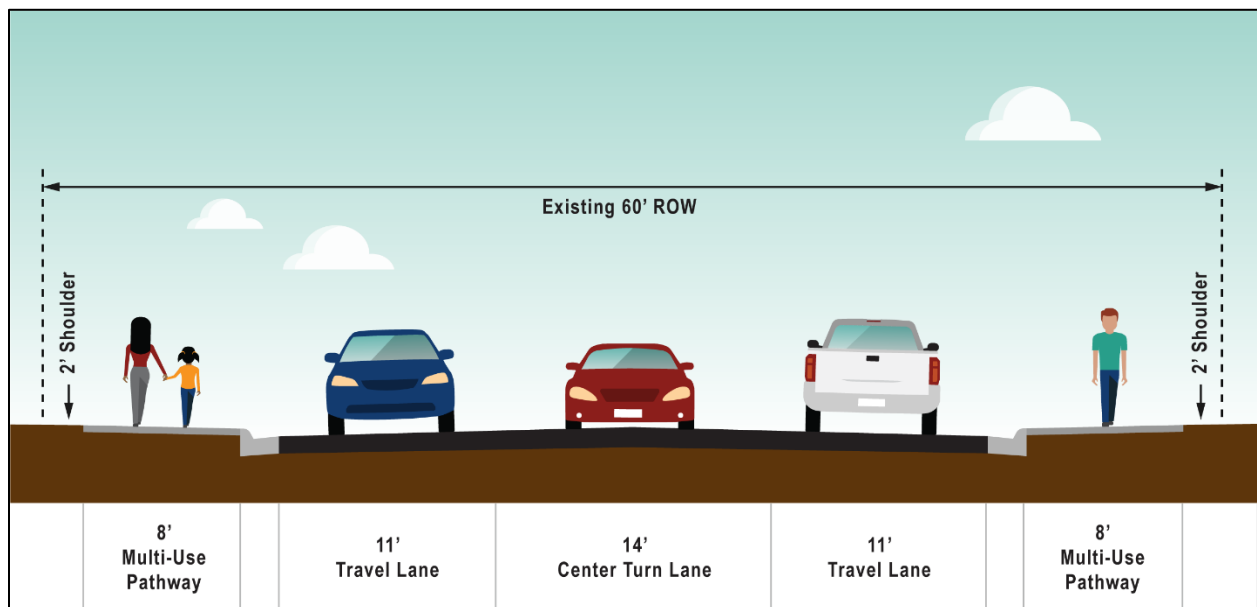 Existing 60' ROW
2' Shoulder
2' Shoulder
8'
Multi-Use
Pathway
11'
Travel Lane
14'
Center Turn Lane
11'
Travel Lane
8'
Multi-Use
Pathway